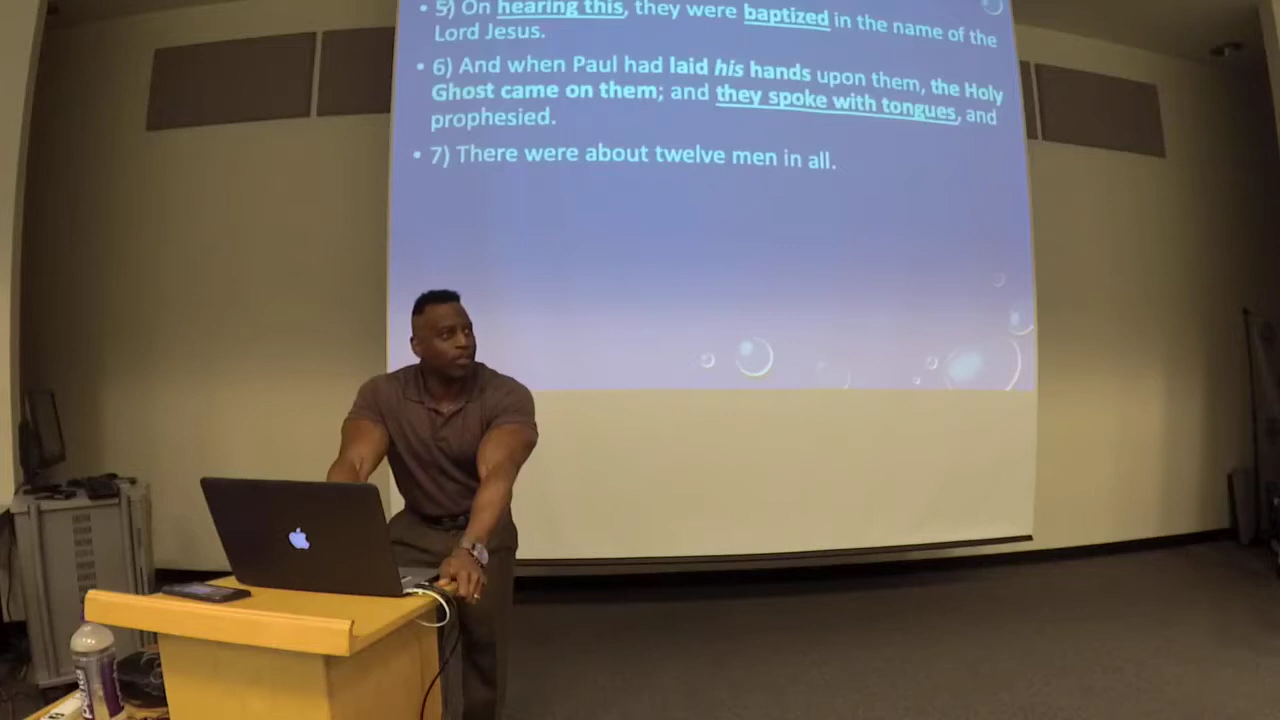 • 5) On hearing this, they were baptized in the name of the
Lord Jesus.
• 6) And when Paul had laid his hands upon them, the Holy
Ghost came on them; and they spoke with tongues, and
prophesied.
• 7) There were about twelve men in all.